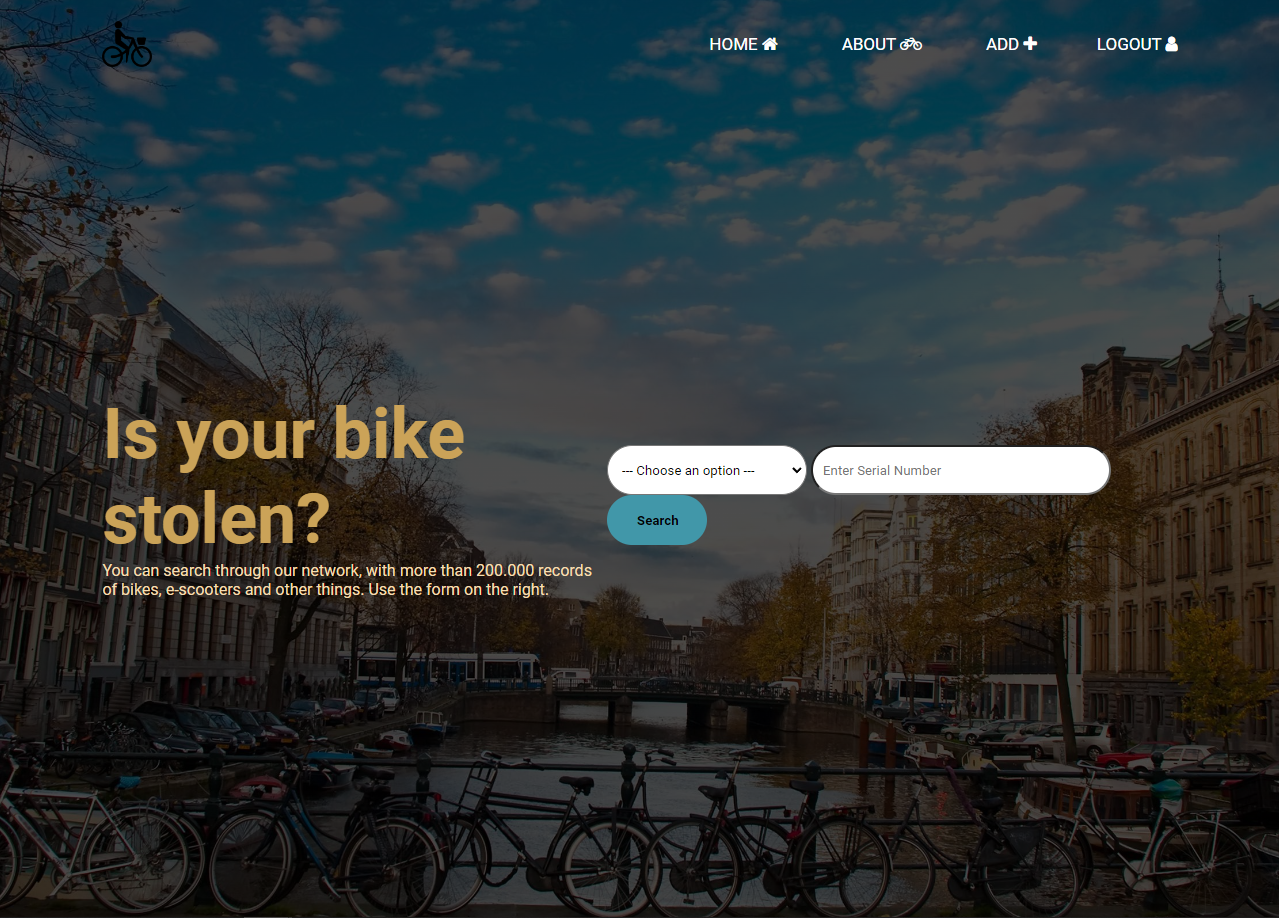 HOME
ABOUT
ADD
LOGOUT
Is your bike
stolen?
You can search through our network, with more than 200.000 records
of bikes, e-scooters and other things. Use the form on the right.
--- Choose an option ---
Enter Serial Number
Search